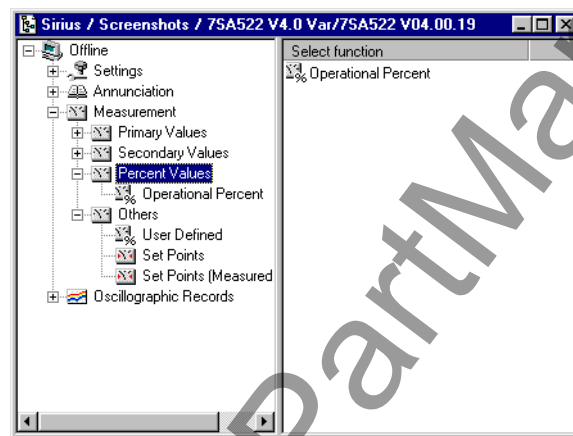 Sirius / Screenshots / 7SA522 V4.0 Var/7SA522 V04.00.19
Offline
Settings
Annunciation
Measurement
Primary Values
Secondary Values
Percent Values
Operational Percent
Others
User Defined
Set Points
Set Points (Measured
Oscillographic Records
Select function
Operational Percent
PartMa